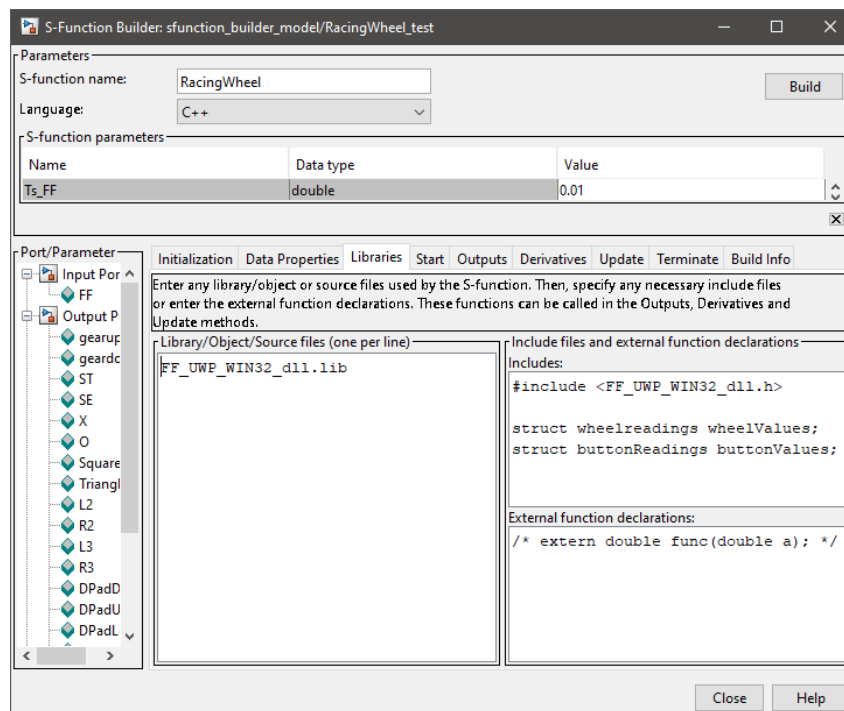 S-Function Builder: sfunction_builder_model/RacingWheel_test
Parameters
S-function name:
RacingWheel
Build
Language:
C++
S-function parameters
Name Data type Value
Ts_FF double 0.01
Port/Parameter
Input Por
FF
Output P
gearup
geardc
ST
SE
X
O
Square
Triangl
L2
R2
L3
R3
DPadD
DPadU
DPadL
Initialization Data Properties Libraries Start Outputs Derivatives Update Terminate Build Info
Enter any library/object or source files used by the S-function. Then, specify any necessary include files
or enter the external function declarations. These functions can be called in the Outputs, Derivatives and
Update methods.
Library/Object/Source files (one per line)
FF_UWP_WIN32_dll.lib
Include files and external function declarations
Includes:
#include <FF_UWP_WIN32_dll.h>
struct wheelreadings wheelValues;
struct buttonReadings buttonValues;
External function declarations:
/* extern double func(double a); */
Close Help